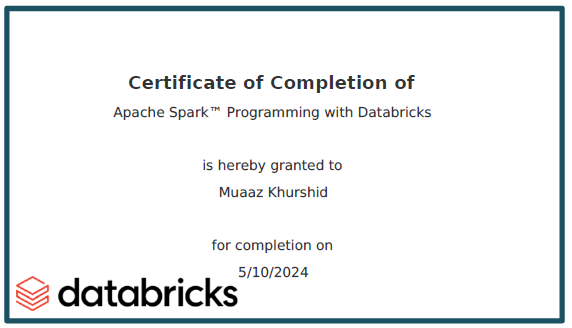 Certificate of Completion of
Apache Spark™ Programming with Databricks
is hereby granted to
Muaaz Khurshid
for completion on
5/10/2024
databricks